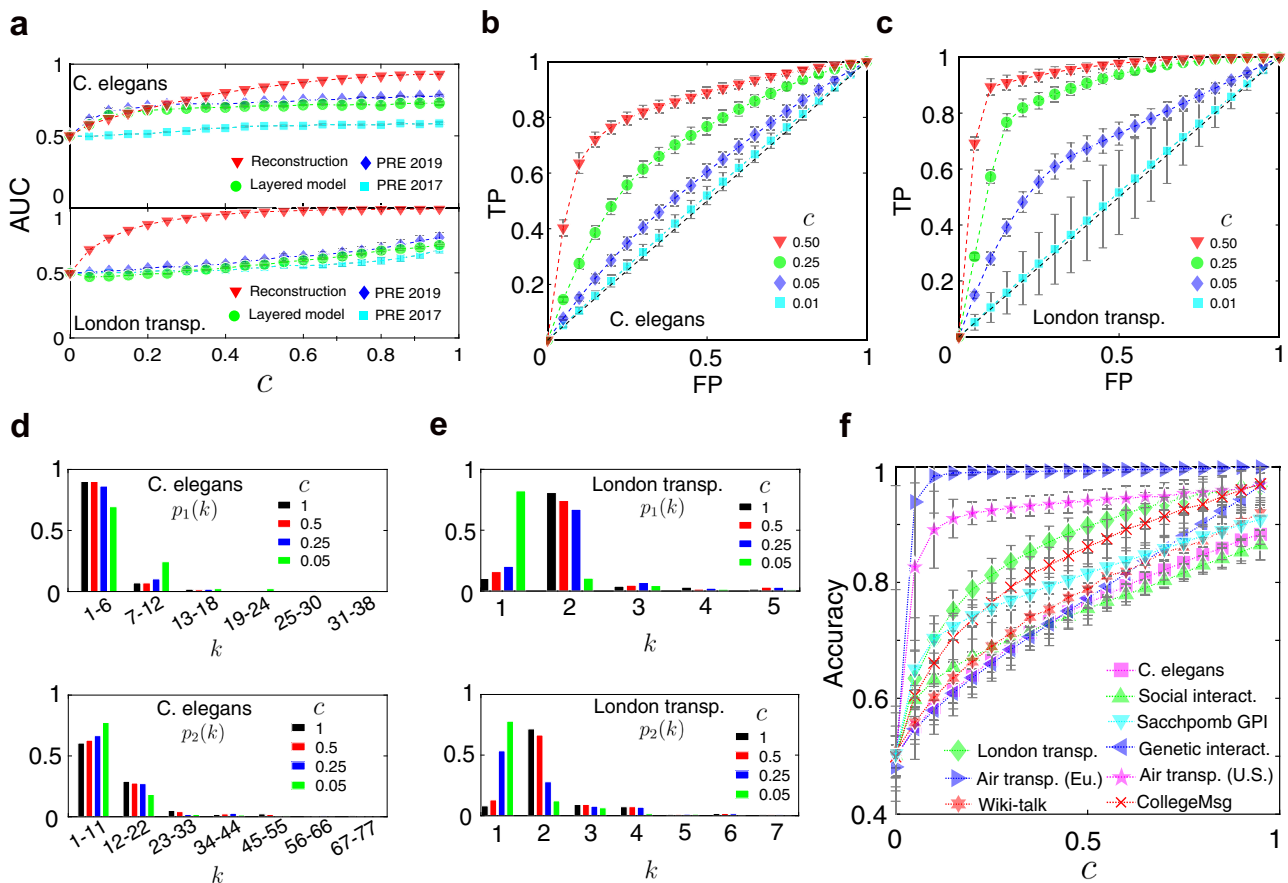 a
1
C. elegans
0.5
Reconstruction PRE 2019
Layered model PRE 2017
0
AUC
1
0.5
Reconstruction PRE 2019
Layered model PRE 2017
0
London transp.
0 0.2 0.4 0.6 0.8 1
c
b
1
0.8
0.6
TP
0.4
0.2
c
0.50
0.25
0.05
0.01
C. elegans
0 0.5 1
FP
c
1
0.8
0.6
TP
0.4
0.2
c
0.50
0.25
0.05
0.01
London transp.
0 0.5 1
FP
d
1
0.5
0
C. elegans
p1(k)
c
1
0.5
0.25
0.05
1-6 7-12 13-18 19-24 25-30 31-38
k
1
0.5
0
C. elegans
p2(k)
c
1
0.5
0.25
0.05
1-11 12-22 23-33 34-44 45-55 56-66 67-77
k
e
1
0.5
0
London transp.
p1(k)
c
1
0.5
0.25
0.05
1 2 3 4 5
k
1
0.5
0
London transp.
p2(k)
c
1
0.5
0.25
0.05
1 2 3 4 5 6 7
k
f
1
0.8
0.6
0.4
Accuracy
C. elegans
Social interact.
Sacchpomb GPI
London transp. Genetic interact.
Air transp. (Eu.) Air transp. (U.S.)
Wiki-talk CollegeMsg
0 0.5 1
c